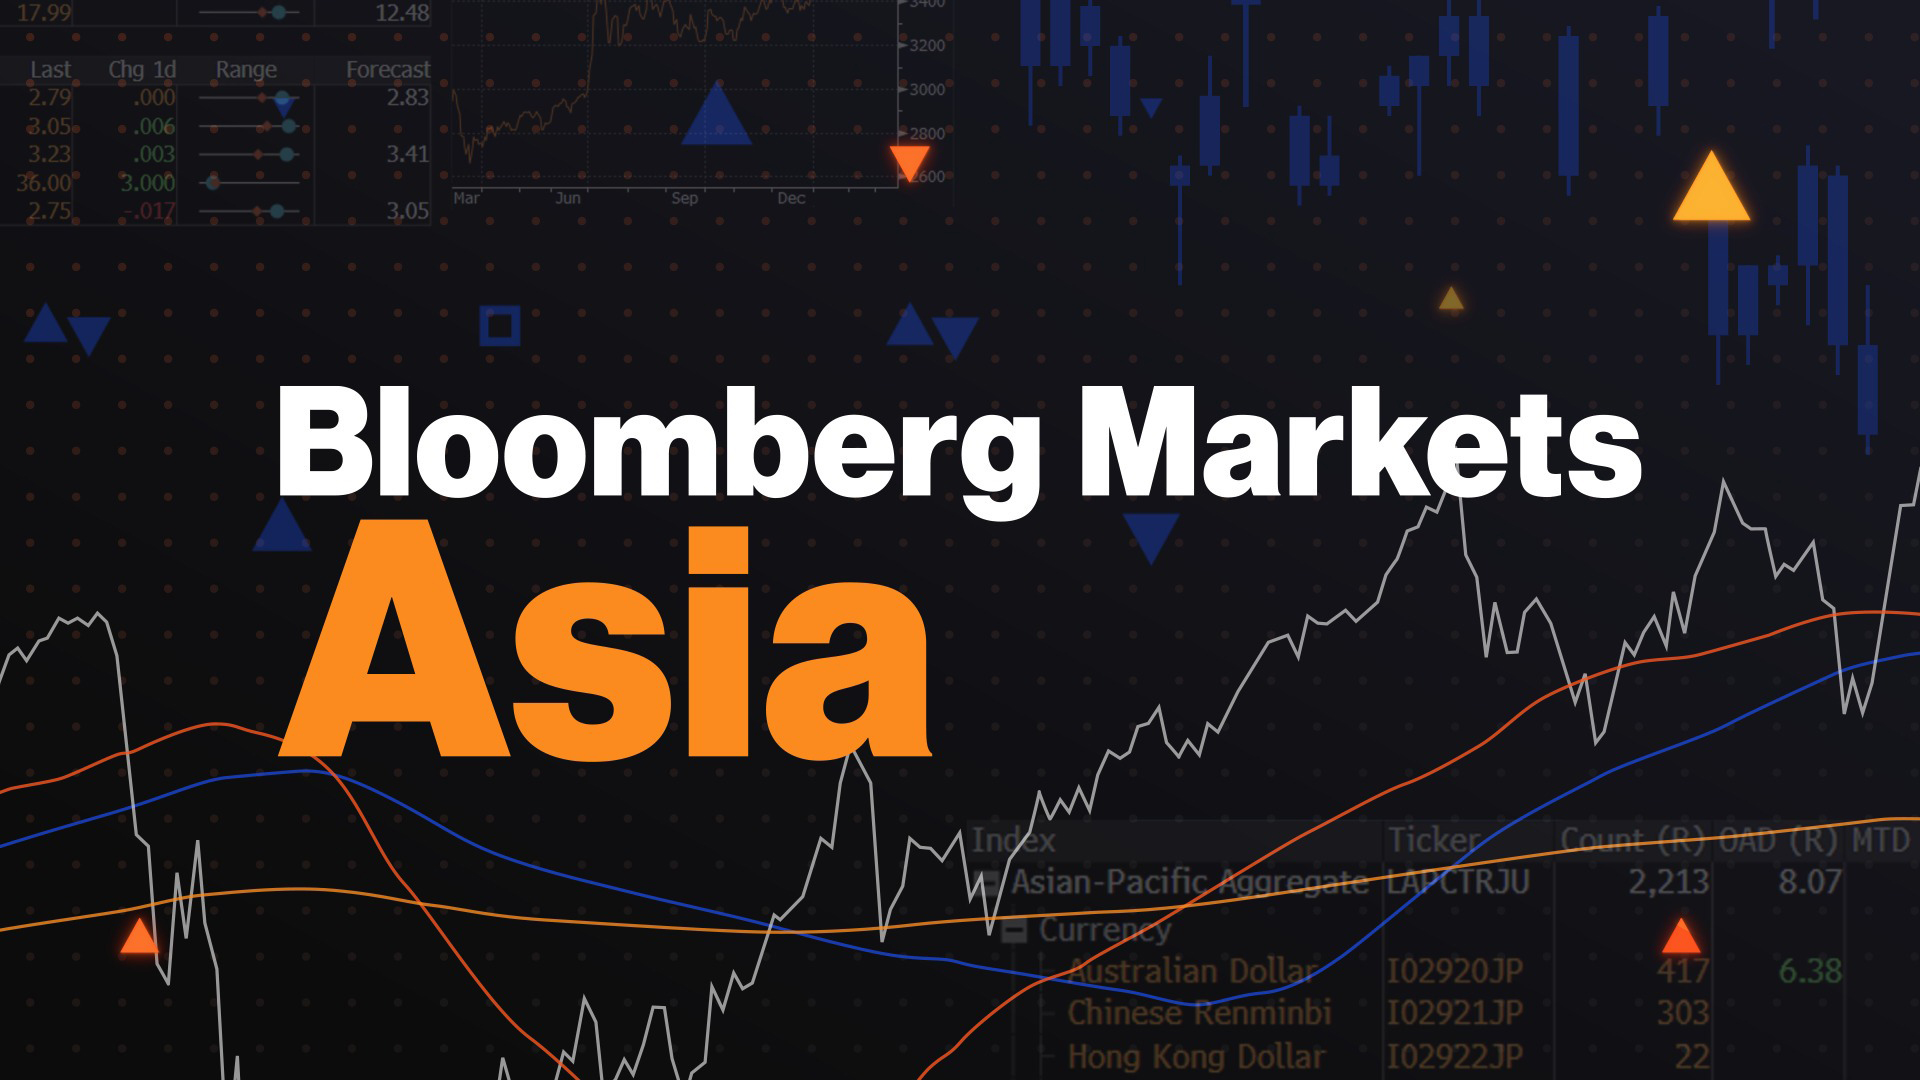 17.99 12.48
Last Chg 1d Range Forecast
2.79 .000 2.83
3.05 .006
3.23 .003 3.41
36.00 3.000
2.75 -.017 3.05
3400
3200
3000
2800
2600
Mar Jun Sep Dec
Bloomberg Markets
Asia
Index Ticker Count (R) OAD (R) MTD
Asian-Pacific Aggregate LAPCTRJU 2,213 8.07
Currency
Australian Dollar I02920JP 417 6.38
Chinese Renminbi I02921JP 303
Hong Kong Dollar I02922JP 22